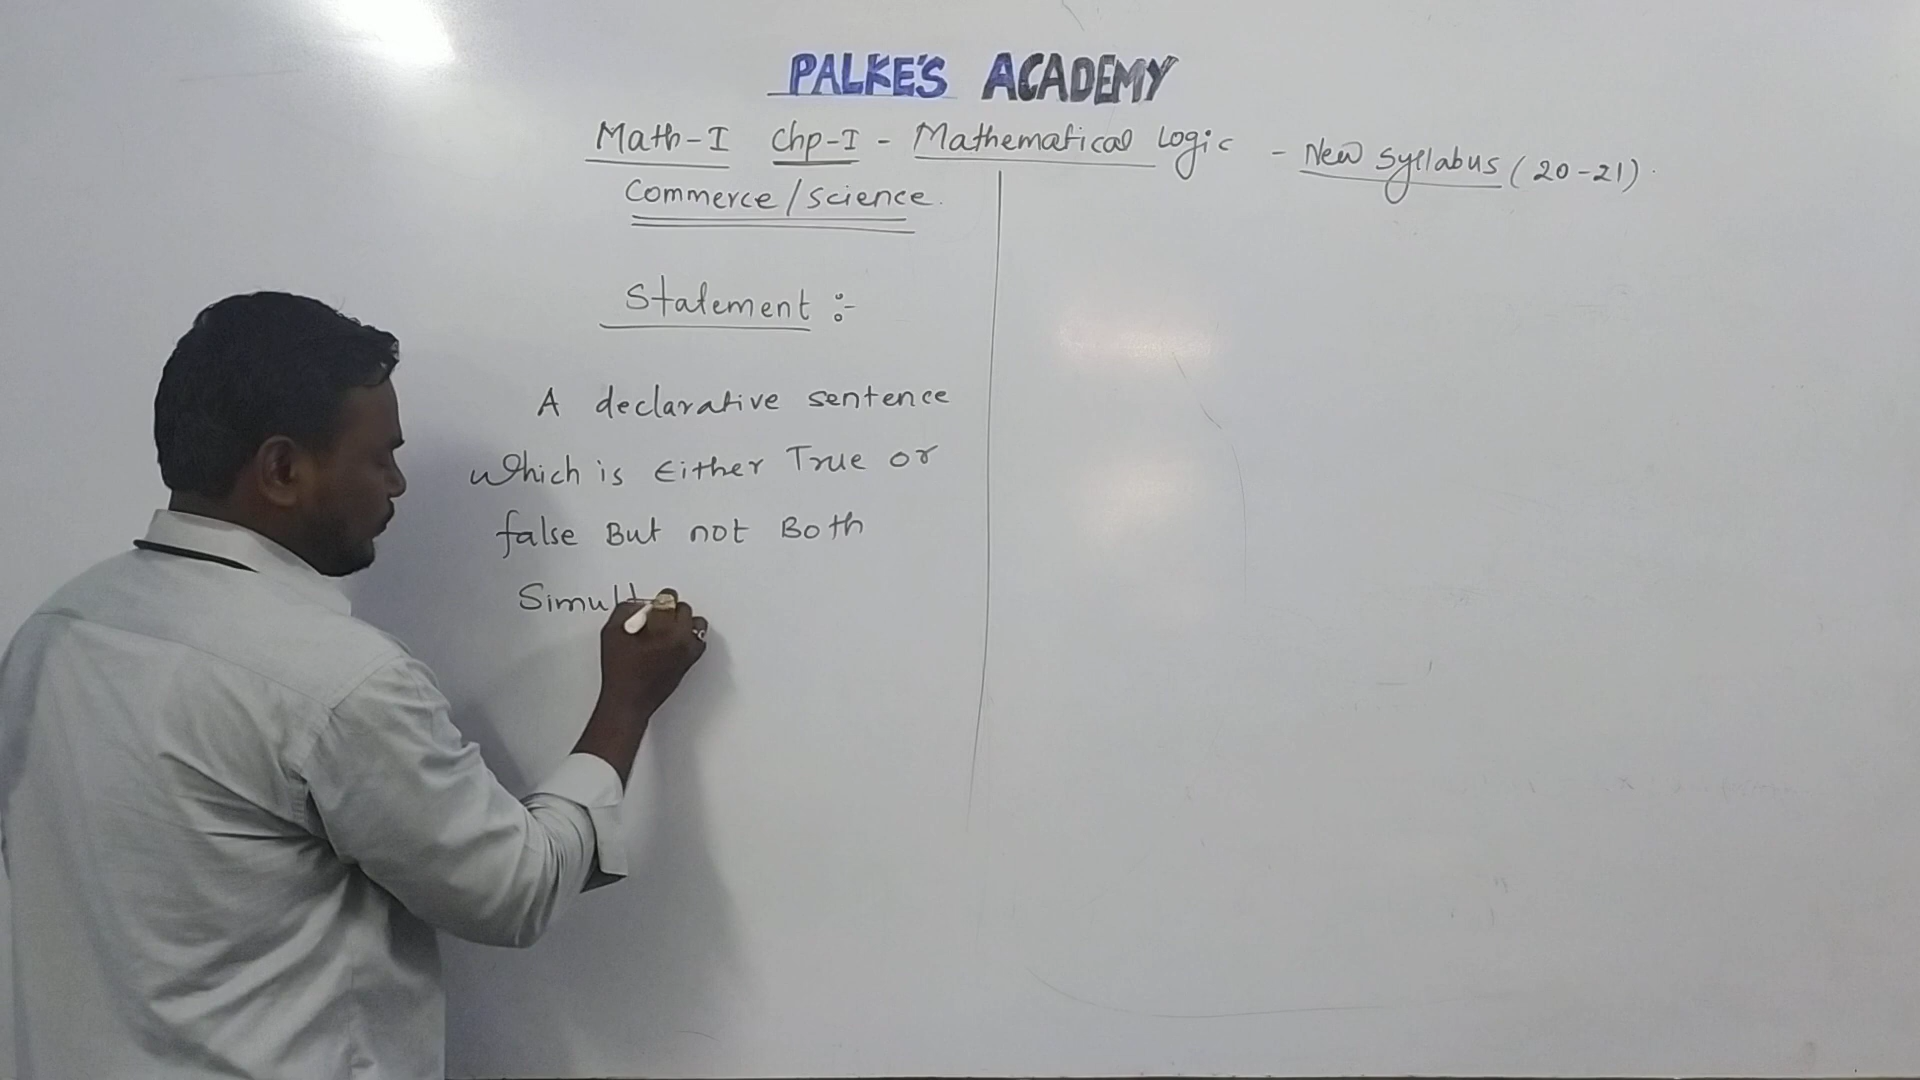 PALKE'S ACADEMY
Math-I Chp-I - Mathematical Logic - New Syllabus (20-21).
Commerce/science.
Statement :-
A declarative sentence
Which is Either True or
false But not Both
Simult